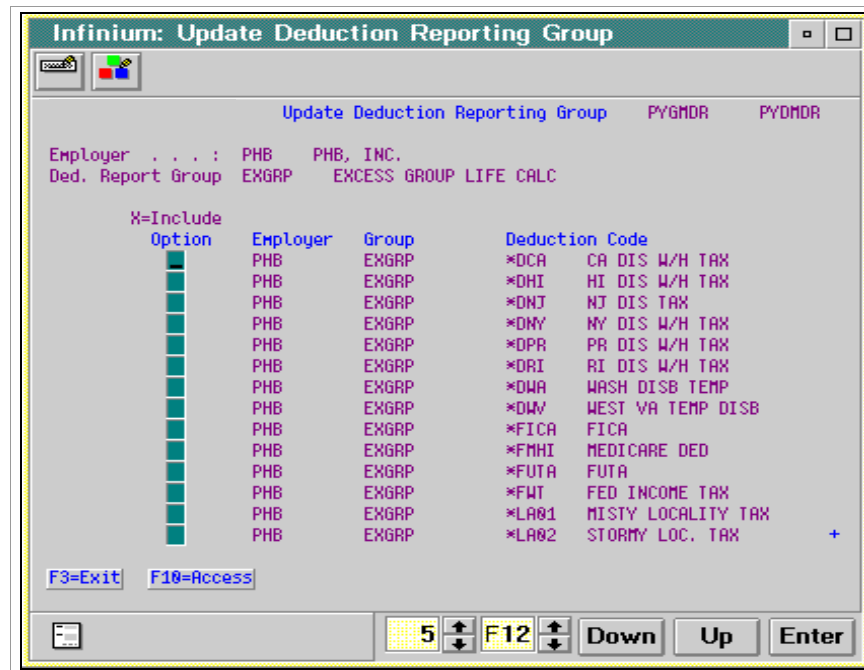 Infinium: Update Deduction Reporting Group
Update Deduction Reporting Group PYGMDR PYDMDR
Employer . . . : PHB PHB, INC.
Ded. Report Group EXGRP EXCESS GROUP LIFE CALC
X=Include
Option Employer Group Deduction Code
PHB EXGRP *DCA CA DIS W/H TAX
PHB EXGRP *DHI HI DIS W/H TAX
PHB EXGRP *DNJ NJ DIS TAX
PHB EXGRP *DNY NY DIS W/H TAX
PHB EXGRP *DPR PR DIS W/H TAX
PHB EXGRP *DRI RI DIS W/H TAX
PHB EXGRP *DWA WASH DISB TEMP
PHB EXGRP *DWV WEST VA TEMP DISB
PHB EXGRP *FICA FICA
PHB EXGRP *FMHI MEDICARE DED
PHB EXGRP *FUTA FUTA
PHB EXGRP *FWT FED INCOME TAX
PHB EXGRP *LA01 MISTY LOCALITY TAX
PHB EXGRP *LA02 STORMY LOC. TAX +
F3=Exit F10=Access
5 F12 Down Up Enter